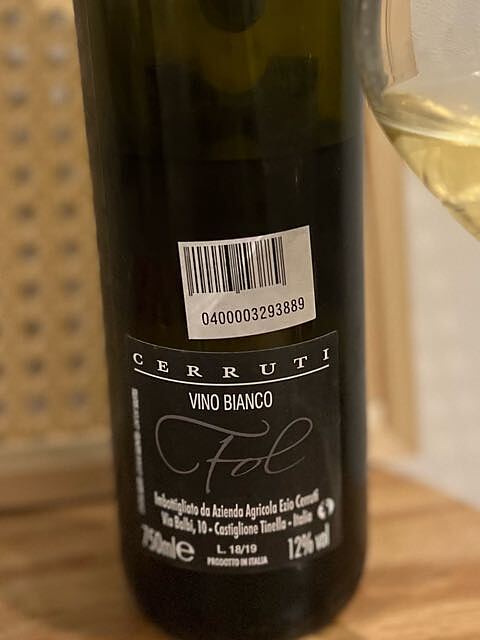 0400003293889
CERRUTI
VINO BIANCO
Fol
Imbottigliato da Azienda Agricola Ezio Cerruti
Via Balbi, 10 - Castiglione Tinella - Italia
750ml e L. 18/19 12% vol
PRODOTTO IN ITALIA